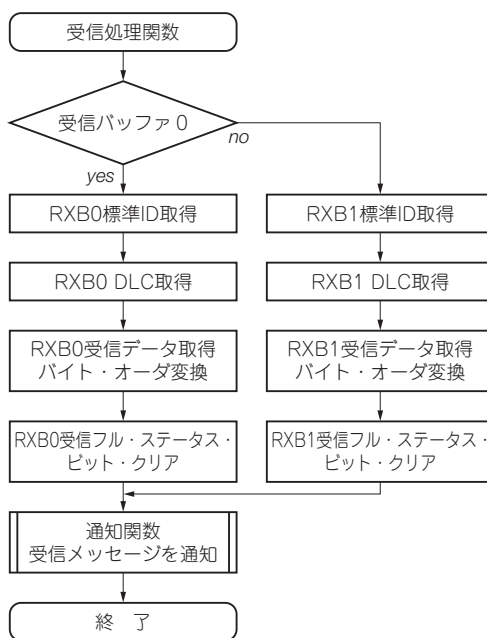 受信処理関数
受信バッファ 0
no
yes
RXB0標準ID取得
RXB1標準ID取得
RXB0 DLC取得
RXB1 DLC取得
RXB0受信データ取得
バイト・オーダ変換
RXB1受信データ取得
バイト・オーダ変換
RXB0受信フル・ステータス・
ビット・クリア
RXB1受信フル・ステータス・
ビット・クリア
通知関数
受信メッセージを通知
終　了